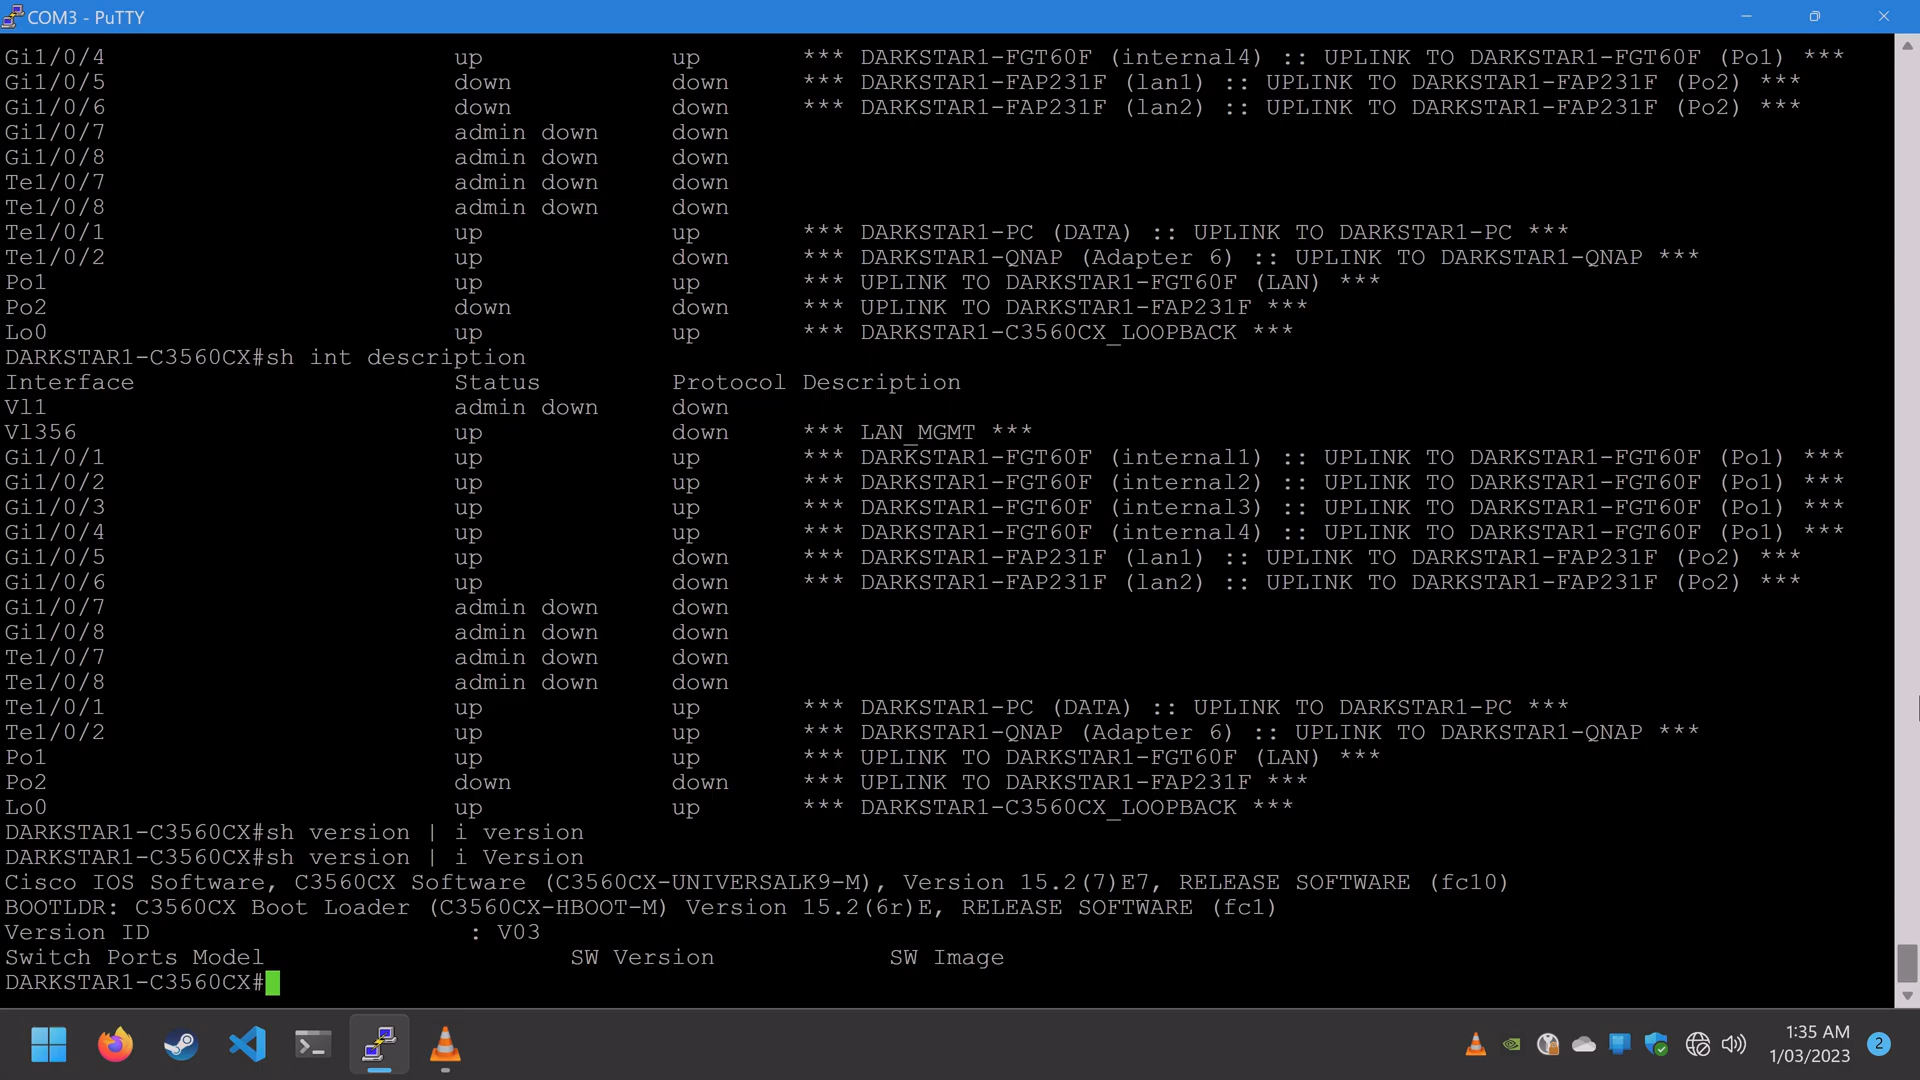 COM3 - PuTTY
Gi1/0/4 up up *** DARKSTAR1-FGT60F (internal4) :: UPLINK TO DARKSTAR1-FGT60F (Po1) ***
Gi1/0/5 down down *** DARKSTAR1-FAP231F (lan1) :: UPLINK TO DARKSTAR1-FAP231F (Po2) ***
Gi1/0/6 down down *** DARKSTAR1-FAP231F (lan2) :: UPLINK TO DARKSTAR1-FAP231F (Po2) ***
Gi1/0/7 admin down down
Gi1/0/8 admin down down
Te1/0/7 admin down down
Te1/0/8 admin down down
Te1/0/1 up up *** DARKSTAR1-PC (DATA) :: UPLINK TO DARKSTAR1-PC ***
Te1/0/2 up down *** DARKSTAR1-QNAP (Adapter 6) :: UPLINK TO DARKSTAR1-QNAP ***
Po1 up up *** UPLINK TO DARKSTAR1-FGT60F (LAN) ***
Po2 down down *** UPLINK TO DARKSTAR1-FAP231F ***
Lo0 up up *** DARKSTAR1-C3560CX_LOOPBACK ***
DARKSTAR1-C3560CX#sh int description
Interface Status Protocol Description
Vl1 admin down down
Vl356 up down *** LAN_MGMT ***
Gi1/0/1 up up *** DARKSTAR1-FGT60F (internal1) :: UPLINK TO DARKSTAR1-FGT60F (Po1) ***
Gi1/0/2 up up *** DARKSTAR1-FGT60F (internal2) :: UPLINK TO DARKSTAR1-FGT60F (Po1) ***
Gi1/0/3 up up *** DARKSTAR1-FGT60F (internal3) :: UPLINK TO DARKSTAR1-FGT60F (Po1) ***
Gi1/0/4 up up *** DARKSTAR1-FGT60F (internal4) :: UPLINK TO DARKSTAR1-FGT60F (Po1) ***
Gi1/0/5 up down *** DARKSTAR1-FAP231F (lan1) :: UPLINK TO DARKSTAR1-FAP231F (Po2) ***
Gi1/0/6 up down *** DARKSTAR1-FAP231F (lan2) :: UPLINK TO DARKSTAR1-FAP231F (Po2) ***
Gi1/0/7 admin down down
Gi1/0/8 admin down down
Te1/0/7 admin down down
Te1/0/8 admin down down
Te1/0/1 up up *** DARKSTAR1-PC (DATA) :: UPLINK TO DARKSTAR1-PC ***
Te1/0/2 up up *** DARKSTAR1-QNAP (Adapter 6) :: UPLINK TO DARKSTAR1-QNAP ***
Po1 up up *** UPLINK TO DARKSTAR1-FGT60F (LAN) ***
Po2 down down *** UPLINK TO DARKSTAR1-FAP231F ***
Lo0 up up *** DARKSTAR1-C3560CX_LOOPBACK ***
DARKSTAR1-C3560CX#sh version | i version
DARKSTAR1-C3560CX#sh version | i Version
Cisco IOS Software, C3560CX Software (C3560CX-UNIVERSALK9-M), Version 15.2(7)E7, RELEASE SOFTWARE (fc10)
BOOTLDR: C3560CX Boot Loader (C3560CX-HBOOT-M) Version 15.2(6r)E, RELEASE SOFTWARE (fc1)
Version ID : V03
Switch Ports Model SW Version SW Image
DARKSTAR1-C3560CX#
1:35 AM
1/03/2023
2